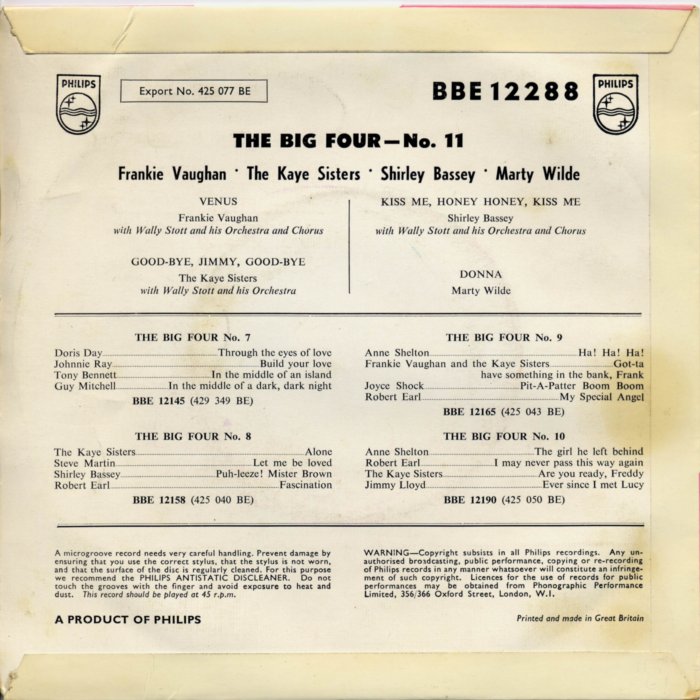 PHILIPS
Export No. 425 077 BE
BBE 12288
PHILIPS
THE BIG FOUR—No. 11
Frankie Vaughan · The Kaye Sisters · Shirley Bassey · Marty Wilde
VENUS
Frankie Vaughan
with Wally Stott and his Orchestra and Chorus
GOOD-BYE, JIMMY, GOOD-BYE
The Kaye Sisters
with Wally Stott and his Orchestra
KISS ME, HONEY HONEY, KISS ME
Shirley Bassey
with Wally Stott and his Orchestra and Chorus
DONNA
Marty Wilde
THE BIG FOUR No. 7
Doris Day Through the eyes of love
Johnnie Ray Build your love
Tony Bennett In the middle of an island
Guy Mitchell In the middle of a dark, dark night
BBE 12145 (429 349 BE)
THE BIG FOUR No. 8
The Kaye Sisters Alone
Steve Martin Let me be loved
Shirley Bassey Puh-leeze! Mister Brown
Robert Earl Fascination
BBE 12158 (425 040 BE)
THE BIG FOUR No. 9
Anne Shelton Ha! Ha! Ha!
Frankie Vaughan and the Kaye Sisters Got-ta
have something in the bank, Frank
Joyce Shock Pit-A-Patter Boom Boom
Robert Earl My Special Angel
BBE 12165 (425 043 BE)
THE BIG FOUR No. 10
Anne Shelton The girl he left behind
Robert Earl I may never pass this way again
The Kaye Sisters Are you ready, Freddy
Jimmy Lloyd Ever since I met Lucy
BBE 12190 (425 050 BE)
A microgroove record needs very careful handling. Prevent damage by
ensuring that you use the correct stylus, that the stylus is not worn,
and that the surface of the disc is regularly cleaned. For this purpose
we recommend the PHILIPS ANTISTATIC DISCLEANER. Do not
touch the grooves with the finger and avoid exposure to heat and
dust. This record should be played at 45 r.p.m.
A PRODUCT OF PHILIPS
WARNING—Copyright subsists in all Philips recordings. Any un-
authorised broadcasting, public performance, copying or re-recording
of Philips records in any manner whatsoever will constitute an infringe-
ment of such copyright. Licences for the use of records for public
performances may be obtained from Phonographic Performance
Limited, 356/366 Oxford Street, London, W.1.
Printed and made in Great Britain